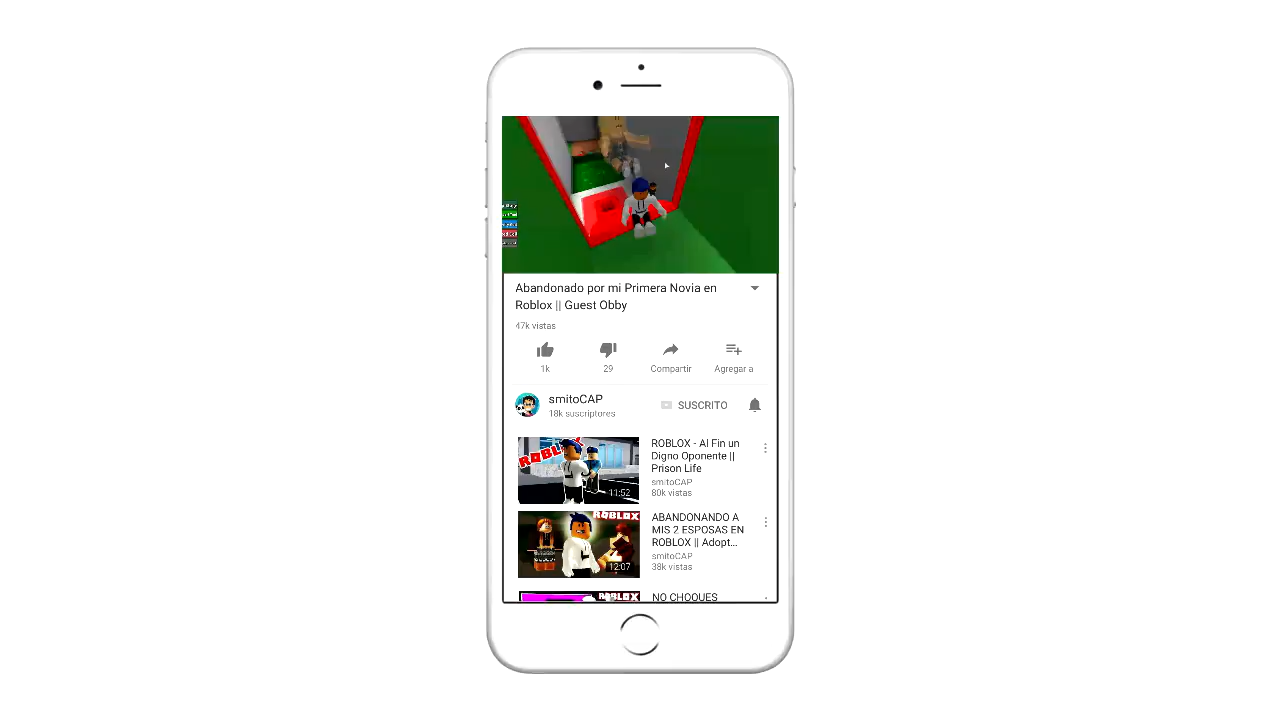 Abandonado por mi Primera Novia en
Roblox || Guest Obby
47k vistas
1k
29
Compartir
Agregar a
smitoCAP
18k suscriptores
SUSCRITO
ROBLOX
11:52
ROBLOX - Al Fin un
Digno Oponente ||
Prison Life
smitoCAP
80k vistas
ROBLOX
12:07
ABANDONANDO A
MIS 2 ESPOSAS EN
ROBLOX || Adopt...
smitoCAP
38k vistas
ROBLOX
NO CHOQUES